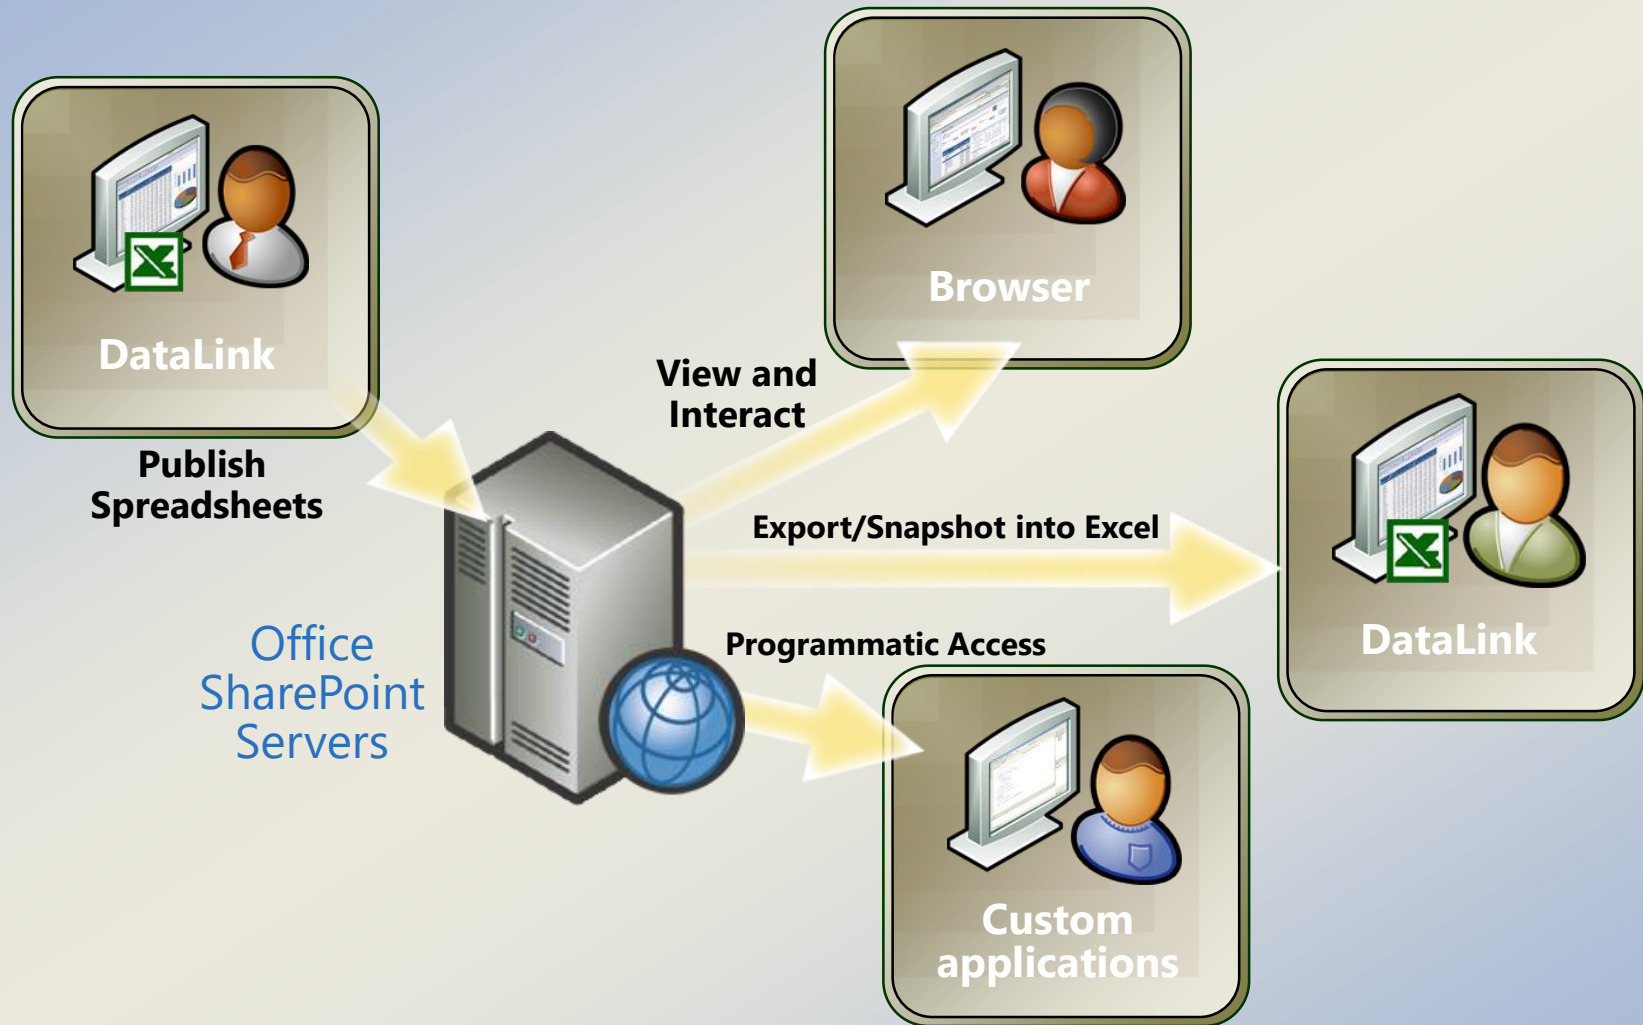 DataLink
Publish
Spreadsheets
Office
SharePoint
Servers
View and
Interact
Browser
Export/Snapshot into Excel
DataLink
Programmatic Access
Custom
applications